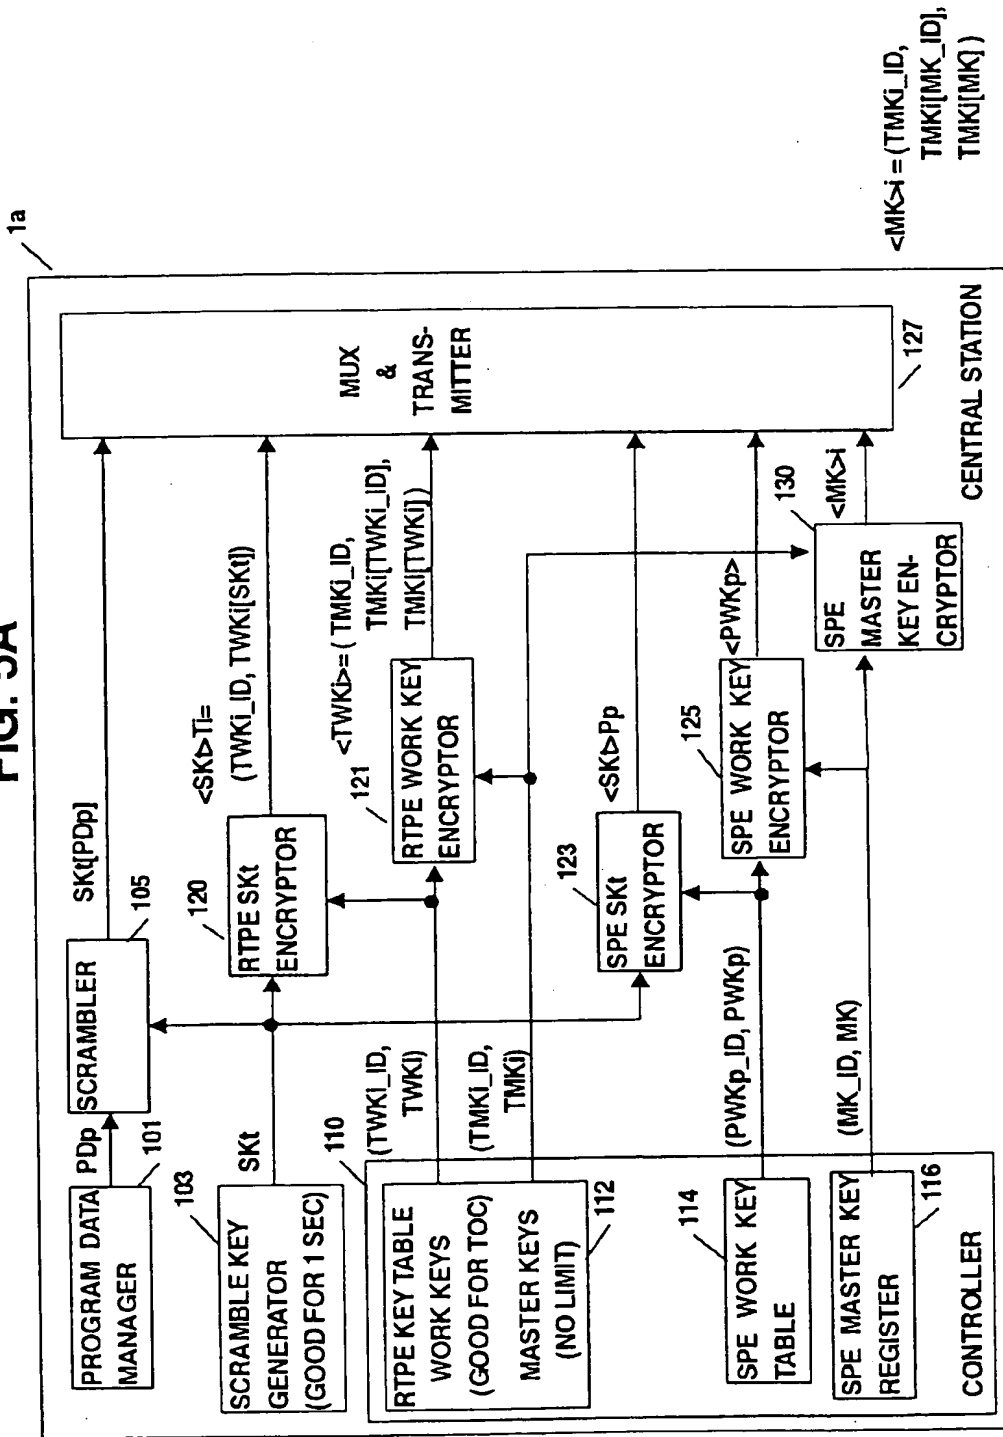 FIG. 5A
1a
PROGRAM DATA
MANAGER
101
PDp
SCRAMBLER
105
SKt[PDp]
SCRAMBLE KEY
GENERATOR
(GOOD FOR 1 SEC)
103
SKt
RTPE SKt
ENCRYPTOR
120
<SKt>Ti=
(TWKi_ID, TWKi[SKt])
110
RTPE KEY TABLE
WORK KEYS
(GOOD FOR TOC)
MASTER KEYS
(NO LIMIT)
112
(TWKi_ID,
TWKi)
(TMKi_ID,
TMKi)
RTPE WORK KEY
ENCRYPTOR
121
<TWKi>=(TMKi_ID,
TMKi[TWKi_ID],
TMKi[TWKi])
SPE SKt
ENCRYPTOR
123
<SKt>Pp
SPE WORK KEY
TABLE
114
(PWKp_ID, PWKp)
SPE WORK KEY
ENCRYPTOR
125
<PWKp>
SPE MASTER KEY
REGISTER
116
(MK_ID, MK)
SPE
MASTER
KEY EN-
CRYPTOR
130
<MK>i
MUX
&
TRANS-
MITTER
127
CONTROLLER
CENTRAL STATION
<MK>i=(TMKi_ID,
TMKi[MK_ID],
TMKi[MK])